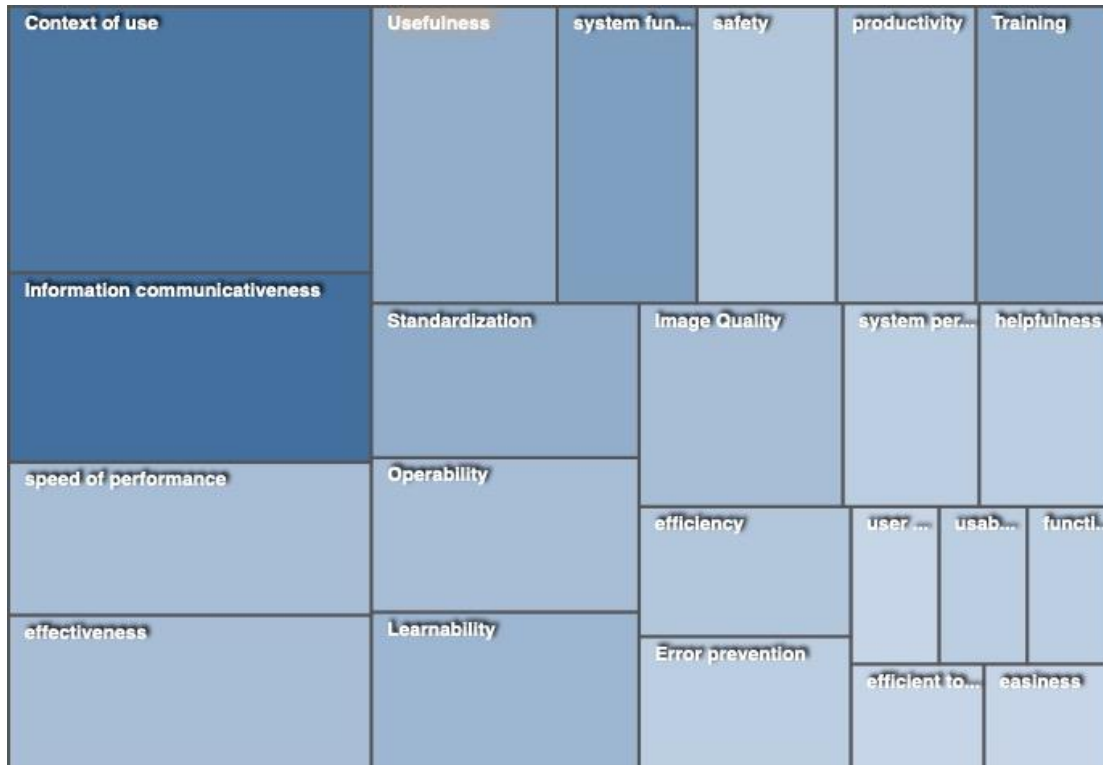 Context of use
Usefulness
system fun...
safety
productivity
Training
Information communicativeness
Standardization
Image Quality
system per...
helpfulness
speed of performance
Operability
efficiency
user ...
usab...
functi...
effectiveness
Learnability
Error prevention
efficient to...
easiness